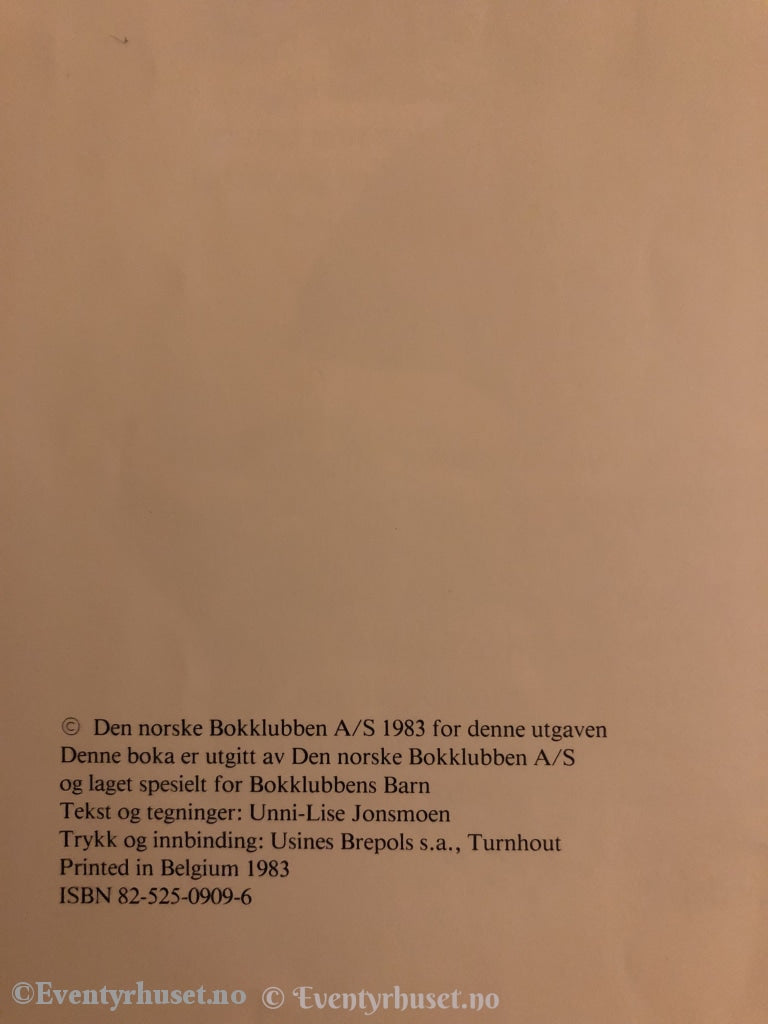 © Den norske Bokklubben A/S 1983 for denne utgaven
Denne boka er utgitt av Den norske Bokklubben A/S
og laget spesielt for Bokklubbens Barn
Tekst og tegninger: Unni-Lise Jonsmoen
Trykk og innbinding: Usines Brepols s.a., Turnhout
Printed in Belgium 1983
ISBN 82-525-0909-6
©Eventyrhuset.no © Eventyrhuset.no